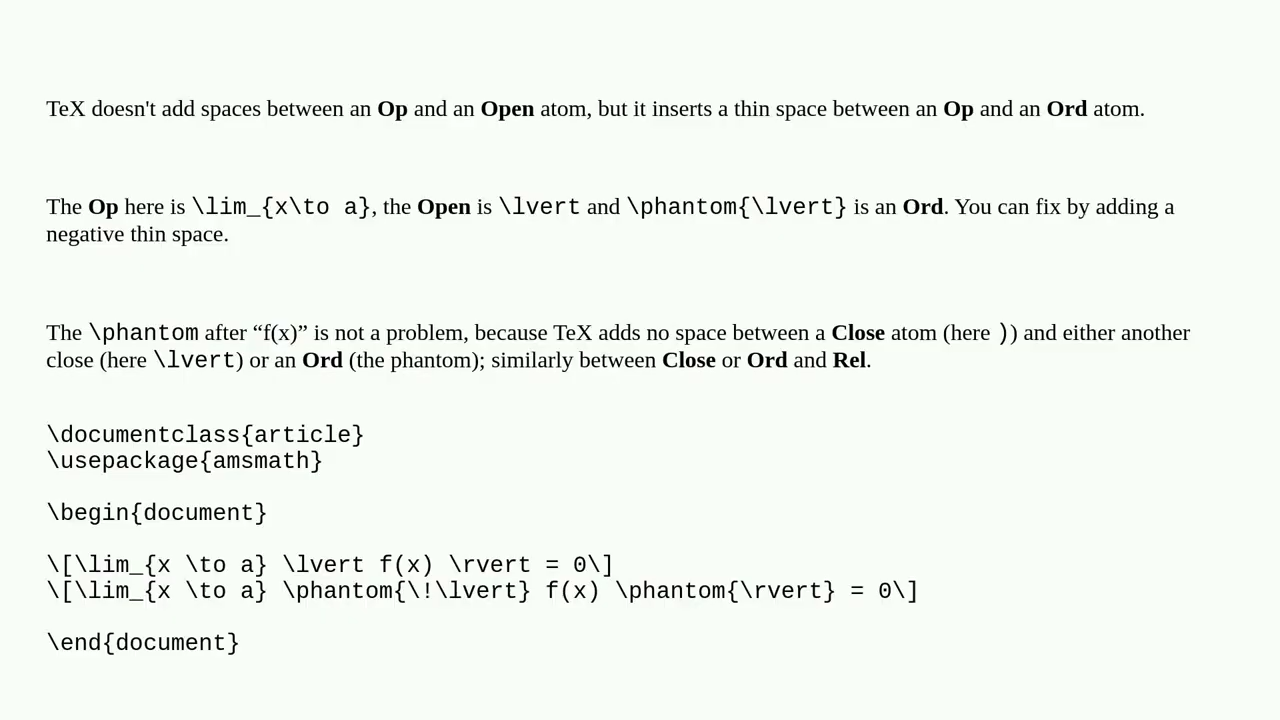 TeX doesn't add spaces between an Op and an Open atom, but it inserts a thin space between an Op and an Ord atom.
The Op here is \lim_{x\to a}, the Open is \lvert and \phantom{\lvert} is an Ord. You can fix by adding a
negative thin space.
The \phantom after “f(x)” is not a problem, because TeX adds no space between a Close atom (here )) and either another
close (here \lvert) or an Ord (the phantom); similarly between Close or Ord and Rel.
\documentclass{article}
\usepackage{amsmath}
\begin{document}
\[\lim_{x \to a} \lvert f(x) \rvert = 0\]
\[\lim_{x \to a} \phantom{\!\lvert} f(x) \phantom{\rvert} = 0\]
\end{document}